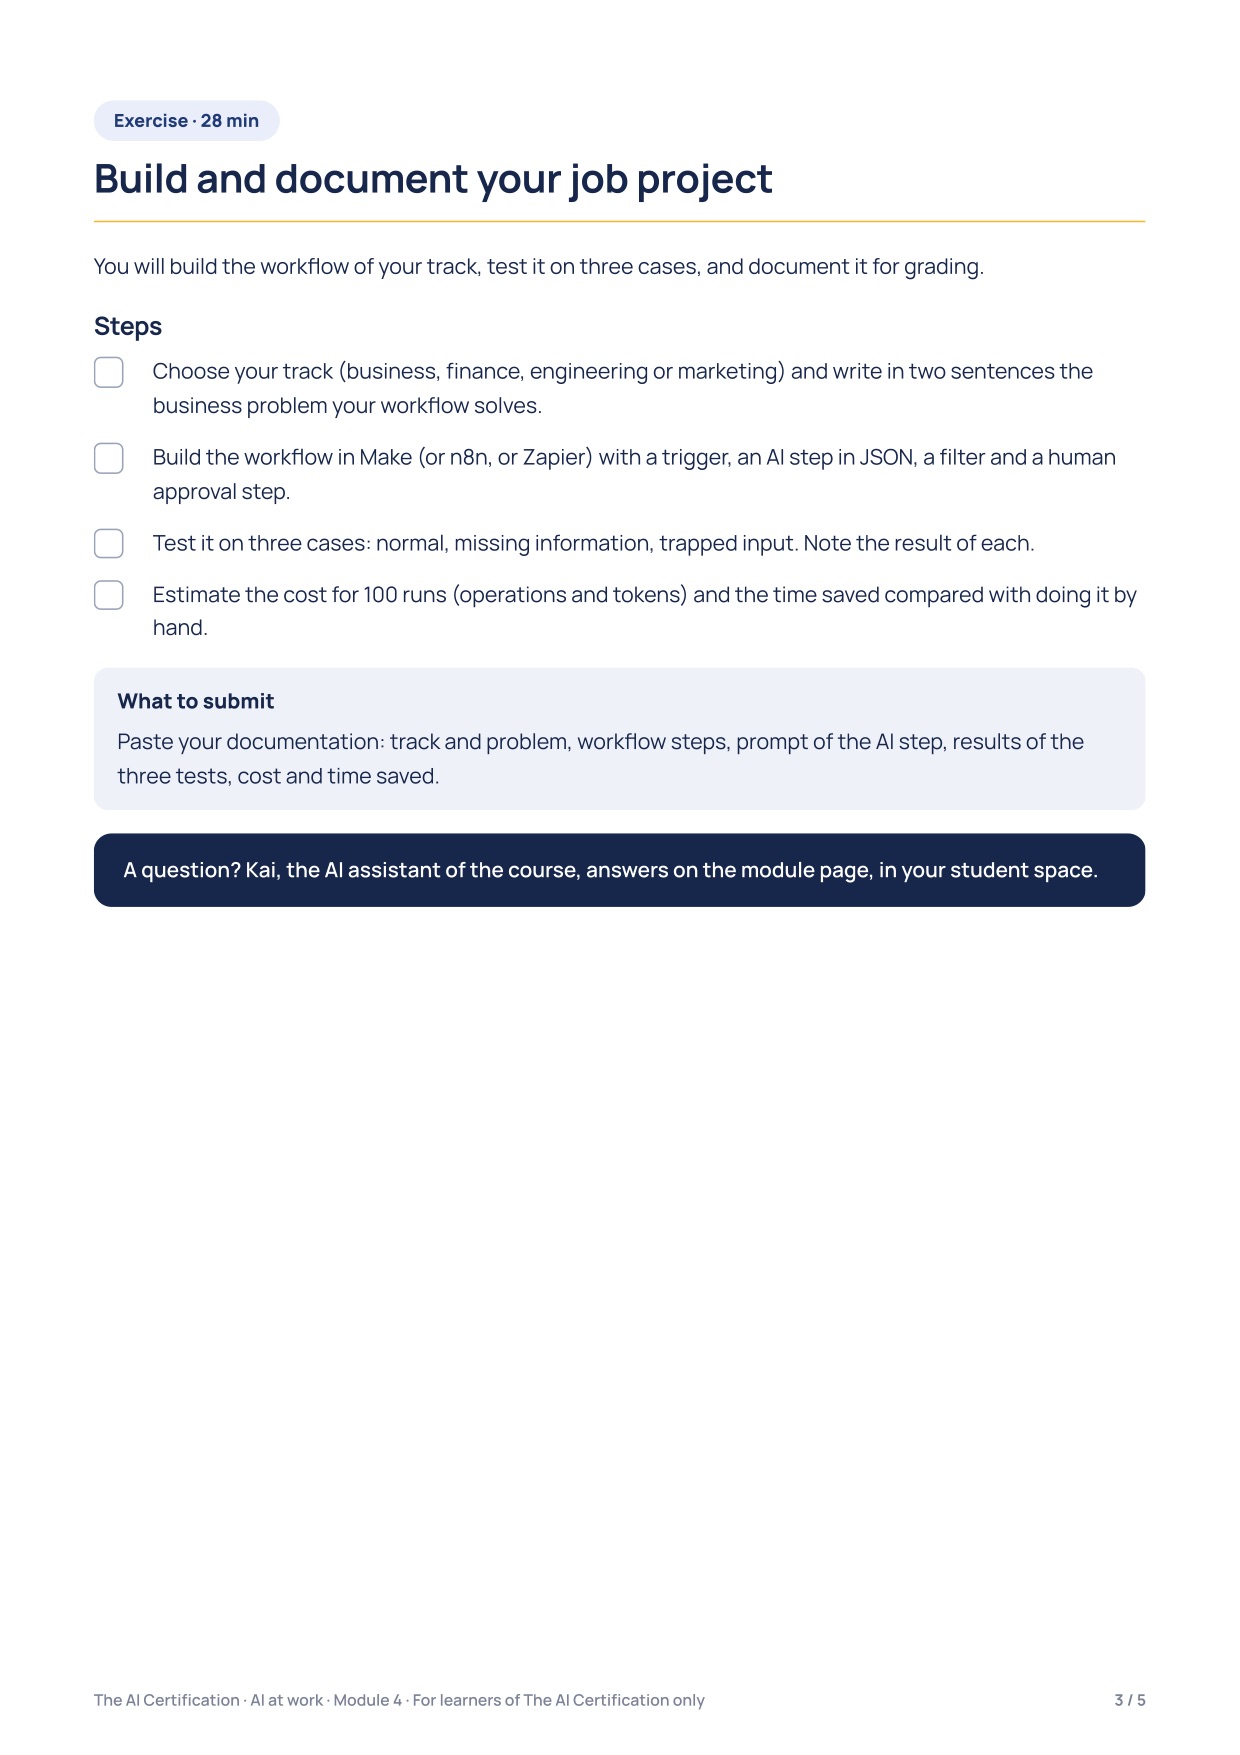 Exercise · 28 min
Build and document your job project
You will build the workflow of your track, test it on three cases, and document it for grading.
Steps
Choose your track (business, finance, engineering or marketing) and write in two sentences the
business problem your workflow solves.
Build the workflow in Make (or n8n, or Zapier) with a trigger, an AI step in JSON, a filter and a human
approval step.
Test it on three cases: normal, missing information, trapped input. Note the result of each.
Estimate the cost for 100 runs (operations and tokens) and the time saved compared with doing it by
hand.
What to submit
Paste your documentation: track and problem, workflow steps, prompt of the AI step, results of the
three tests, cost and time saved.
A question? Kai, the AI assistant of the course, answers on the module page, in your student space.
The AI Certification · AI at work · Module 4 · For learners of The AI Certification only
3 / 5